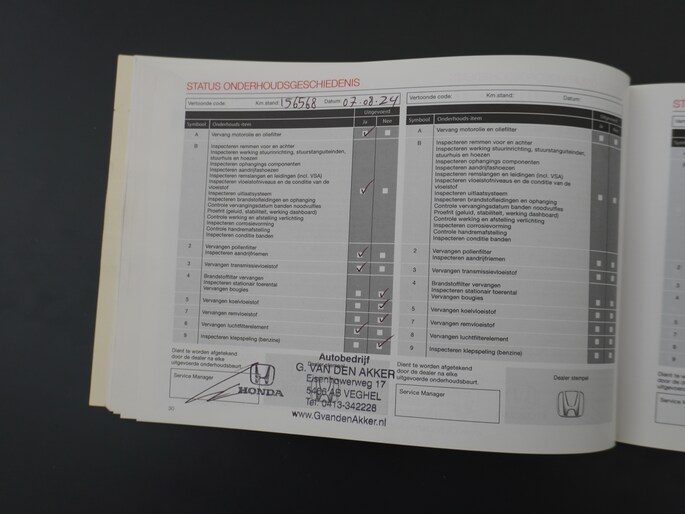 STATUS ONDERHOUDSGESCHIEDENIS
Vertoonde code: Km.stand: 156568 Datum: 07-08-24
Uitgevoerd
Symbool Onderhouds-item Ja Nee
A Vervang motorolie en oliefilter
B Inspecteren remmen voor en achter
Inspecteren werking stuurinrichting, stuurstangeinden,
stuurhuis en hoezen
Inspecteren ophangings componenten
Inspecteren aandrijfashoezen
Inspecteren remslangen en leidingen (incl. VSA)
Inspecteren vloeistofniveaus en de conditie van de
vloeistof
Inspecteren uitlaatsysteem
Inspecteren brandstofleidingen en ophanging
Controle vervangingsdatum banden noodvulfles
Proefrit (geluid, stabiliteit, werking dashboard)
Controle werking en afstelling verlichting
Inspecteren corrosievorming
Controle handremafstelling
Inspecteren conditie banden
2 Vervangen pollenfilter
Inspecteren aandrijfriemen
3 Vervangen transmissievloeistof
4 Brandstoffilter vervangen
Inspecteren stationair toerental
Vervangen bougies
5 Vervangen koelvloeistof
7 Vervangen remvloeistof
8 Vervangen luchtfilterelement
9 Inspecteren klepspeling (benzine)
Dient te worden afgetekend
door de dealer na elke
uitgevoerde onderhoudsbeurt.
Service Manager
HONDA
Autobedrijf
G. VAN DEN AKKER
Eisenhowerweg 17
VEGHEL
Tel. 0413-342228
www.GvandenAkker.nl
Vertoonde code: Km.stand: Datum:
Uitgevoerd
Symbool Onderhouds-item Ja Nee
A Vervang motorolie en oliefilter
B Inspecteren remmen voor en achter
Inspecteren werking stuurinrichting, stuurstangeinden,
stuurhuis en hoezen
Inspecteren ophangings componenten
Inspecteren aandrijfashoezen
Inspecteren remslangen en leidingen (incl. VSA)
Inspecteren vloeistofniveaus en de conditie van de
vloeistof
Inspecteren uitlaatsysteem
Inspecteren brandstofleidingen en ophanging
Controle vervangingsdatum banden noodvulfles
Proefrit (geluid, stabiliteit, werking dashboard)
Controle werking en afstelling verlichting
Inspecteren corrosievorming
Controle handremafstelling
Inspecteren conditie banden
2 Vervangen pollenfilter
Inspecteren aandrijfriemen
3 Vervangen transmissievloeistof
4 Brandstoffilter vervangen
Inspecteren stationair toerental
Vervangen bougies
5 Vervangen koelvloeistof
7 Vervangen remvloeistof
8 Vervangen luchtfilterelement
9 Inspecteren klepspeling (benzine)
Dient te worden afgetekend
door de dealer na elke
uitgevoerde onderhoudsbeurt.
Service Manager
Dealer stempel